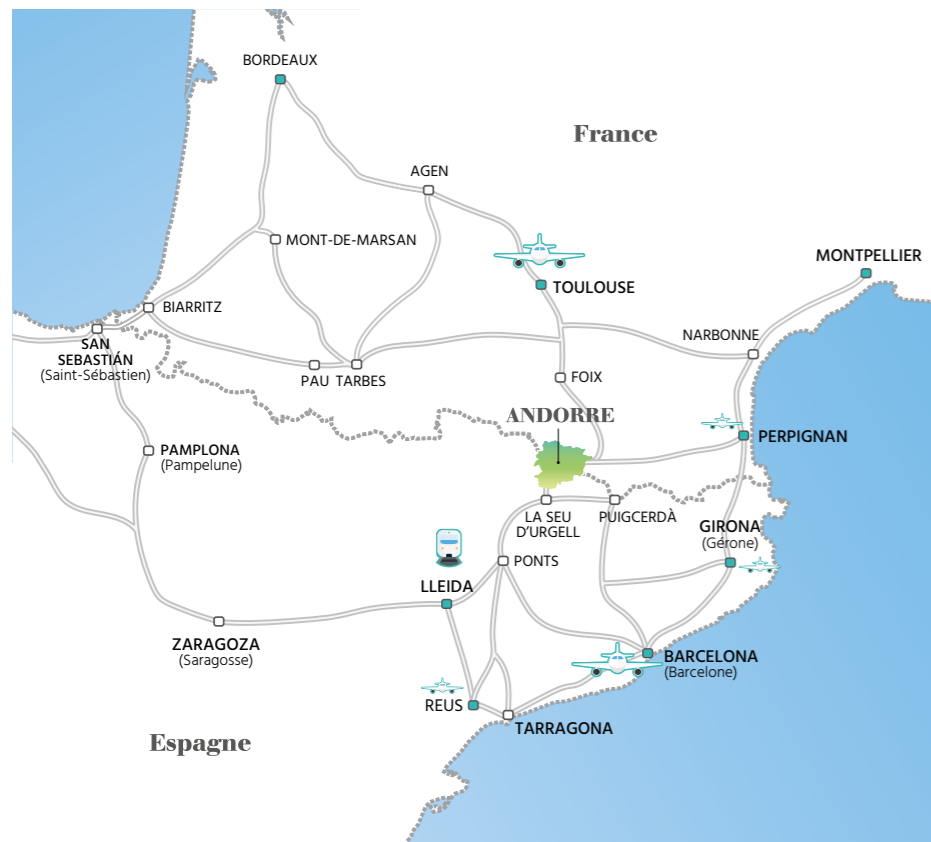 BORDEAUX
France
AGEN
MONT-DE-MARSAN
MONTPELLIER
TOULOUSE
BIARRITZ
NARBONNE
SAN
SEBASTIÁN
(Saint-Sébastien)
PAU TARBES
FOIX
ANDORRE
PERPIGNAN
PAMPLONA
(Pampelune)
LA SEU
D'URGELL
PUIGCERDÀ
GIRONA
(Gérone)
PONTS
LLEIDA
ZARAGOZA
(Saragosse)
BARCELONA
(Barcelone)
REUS
TARRAGONA
Espagne